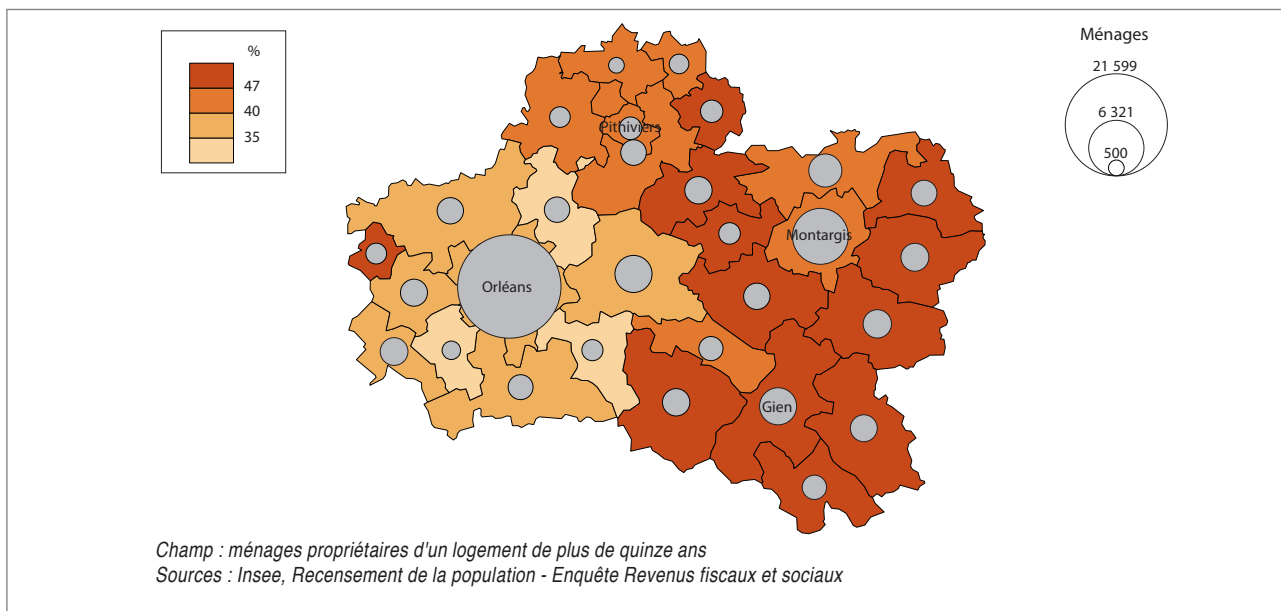 %
47
40
35
Ménages
21 599
6 321
500
Pithiviers
Montargis
Orléans
Gien
Champ : ménages propriétaires d'un logement de plus de quinze ans
Sources : Insee, Recensement de la population - Enquête Revenus fiscaux et sociaux